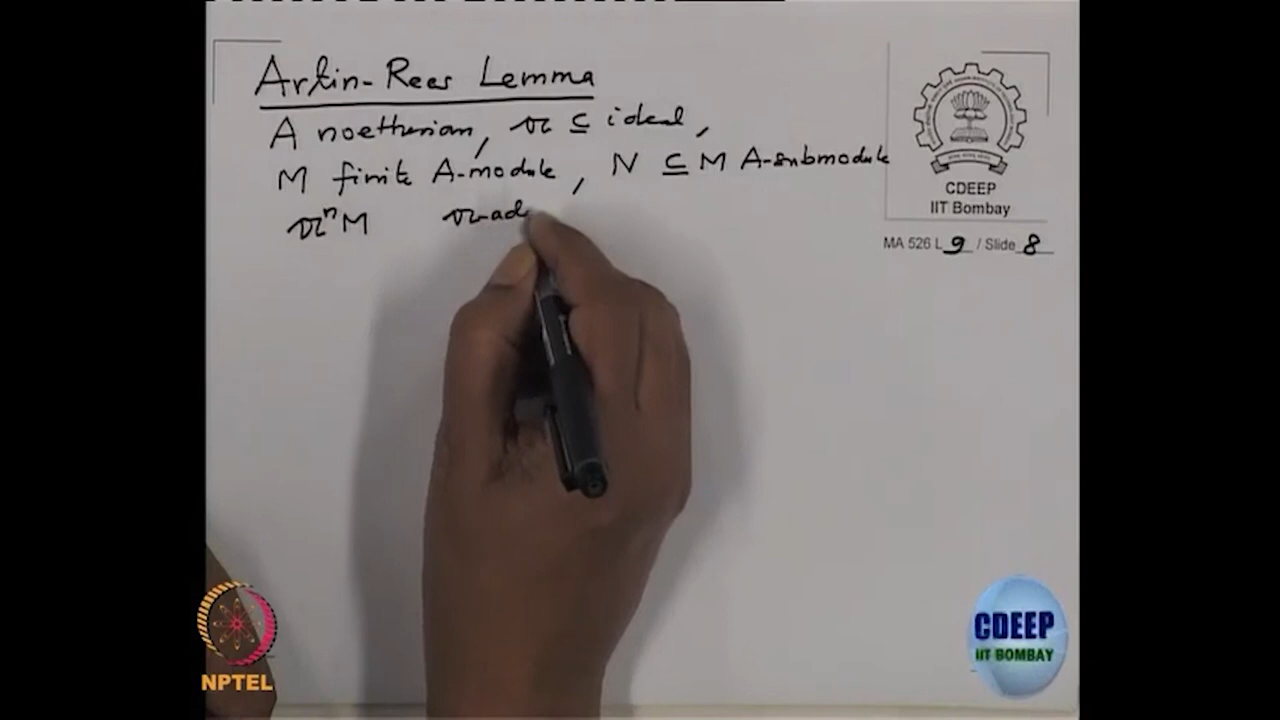 Artin-Rees Lemma
A noetherian, 𝔞 ⊆ ideal,
M finite A-module, N ⊆ M A-submodule
𝔞ⁿM 𝔞-ad
CDEEP
IIT Bombay
MA 526 L 9 / Slide 8
NPTEL
CDEEP
IIT BOMBAY